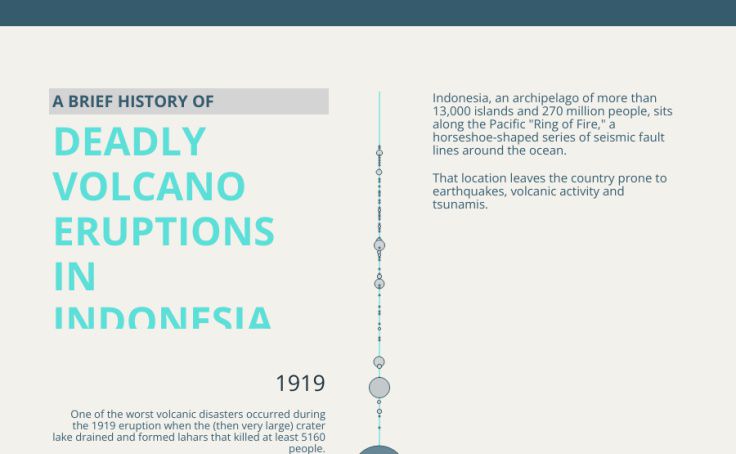 A BRIEF HISTORY OF
DEADLY
VOLCANO
ERUPTIONS
IN
INDONESIA
Indonesia, an archipelago of more than
13,000 islands and 270 million people, sits
along the Pacific "Ring of Fire," a
horseshoe-shaped series of seismic fault
lines around the ocean.
That location leaves the country prone to
earthquakes, volcanic activity and
tsunamis.
1919
One of the worst volcanic disasters occurred during
the 1919 eruption when the (then very large) crater
lake drained and formed lahars that killed at least 5160
people.